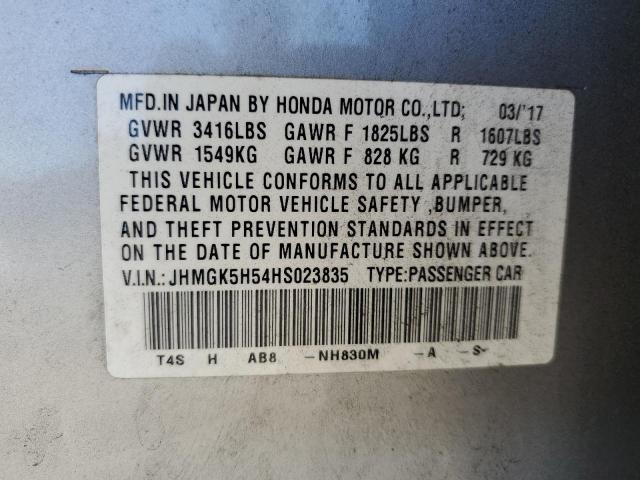 MFD.IN JAPAN BY HONDA MOTOR CO.,LTD; 03/'17
GVWR 3416LBS GAWR F 1825LBS R 1607LBS
GVWR 1549KG GAWR F 828 KG R 729 KG
THIS VEHICLE CONFORMS TO ALL APPLICABLE
FEDERAL MOTOR VEHICLE SAFETY ,BUMPER,
AND THEFT PREVENTION STANDARDS IN EFFECT
ON THE DATE OF MANUFACTURE SHOWN ABOVE.
V.I.N.: JHMGK5H54HS023835 TYPE:PASSENGER CAR
T4S H AB8 -NH830M -A -S-